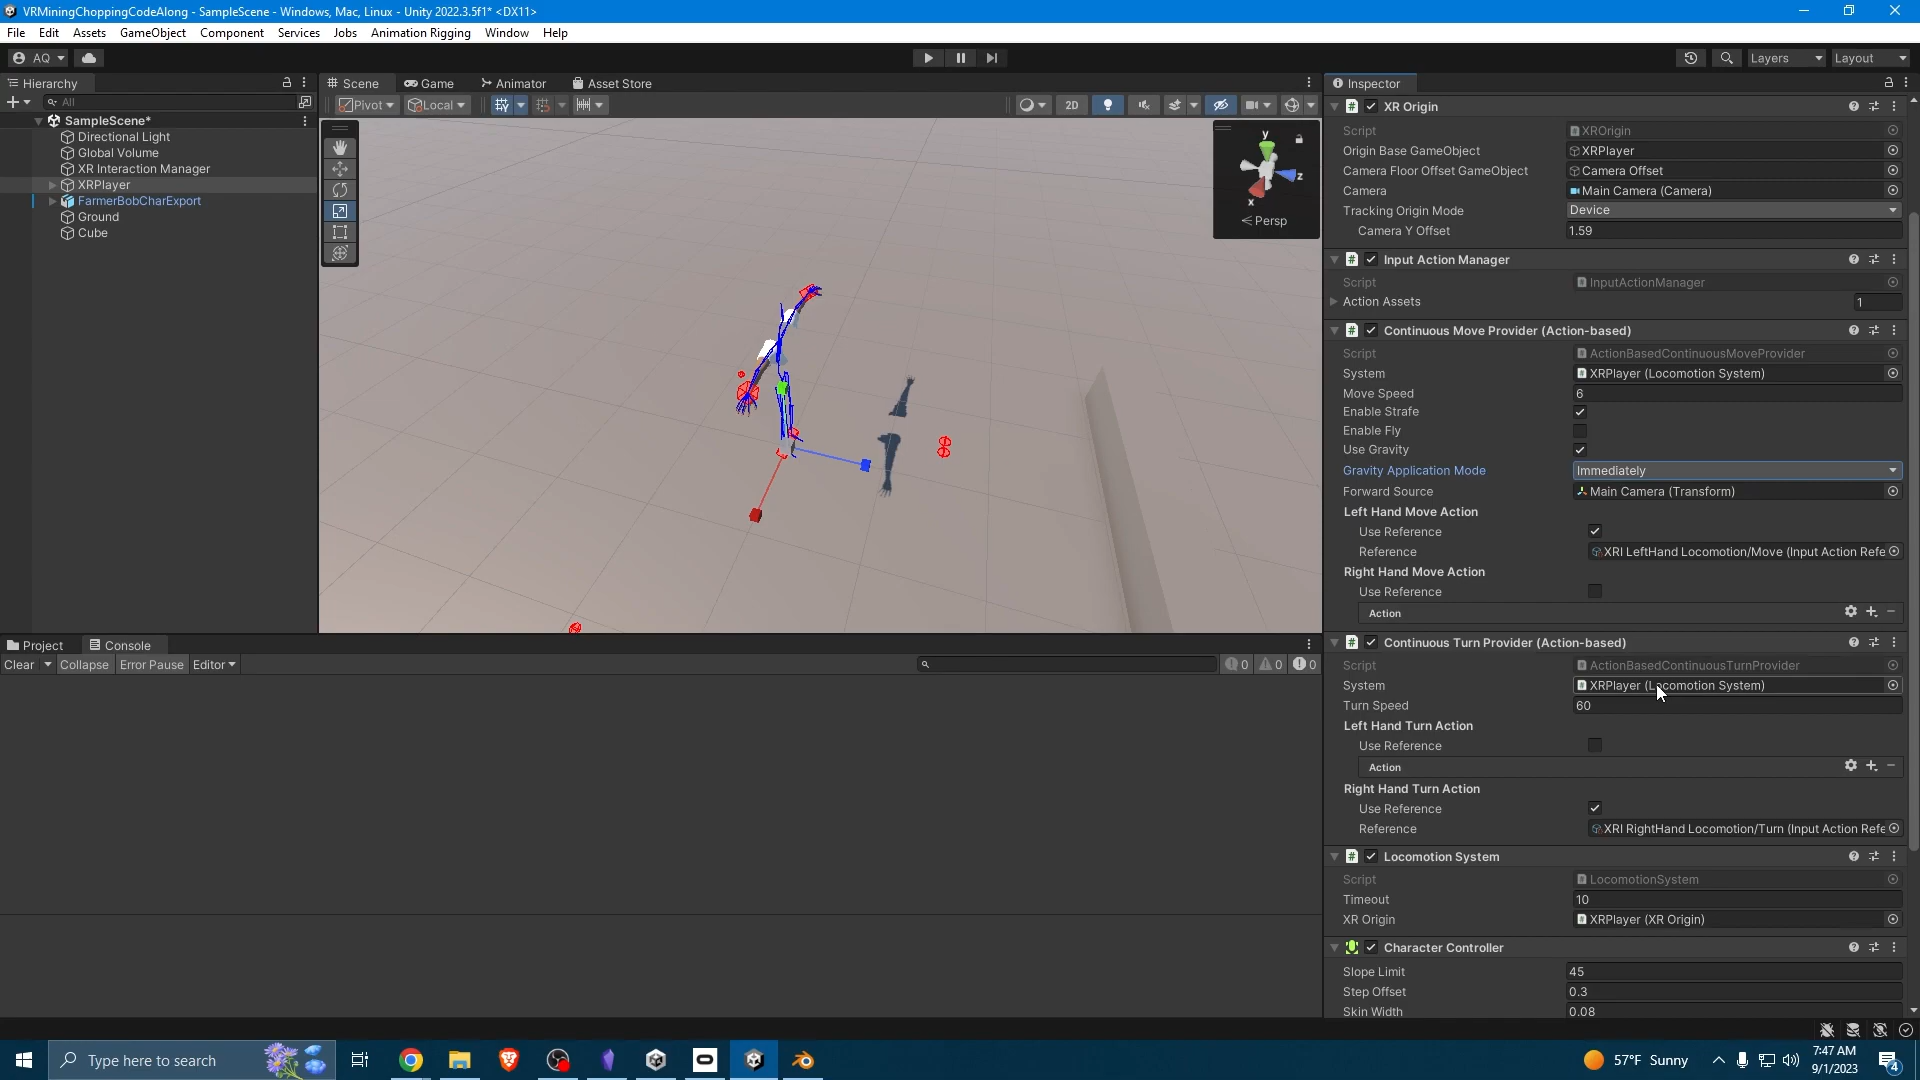 VRMiningChoppingCodeAlong - SampleScene - Windows, Mac, Linux - Unity 2022.3.5f1* <DX11>
File Edit Assets GameObject Component Services Jobs Animation Rigging Window Help
AQ Layers Layout
Hierarchy
All
SampleScene*
Directional Light
Global Volume
XR Interaction Manager
XRPlayer
FarmerBobCharExport
Ground
Cube
Scene Game Animator Asset Store
Pivot Local 2D
y
z
x
Persp
Project Console
Clear Collapse Error Pause Editor 0 0 0
Inspector
XR Origin
Script XROrigin
Origin Base GameObject XRPlayer
Camera Floor Offset GameObject Camera Offset
Camera Main Camera (Camera)
Tracking Origin Mode Device
Camera Y Offset 1.59
Input Action Manager
Script InputActionManager
Action Assets 1
Continuous Move Provider (Action-based)
Script ActionBasedContinuousMoveProvider
System XRPlayer (Locomotion System)
Move Speed 6
Enable Strafe
Enable Fly
Use Gravity
Gravity Application Mode Immediately
Forward Source Main Camera (Transform)
Left Hand Move Action
Use Reference
Reference XRI LeftHand Locomotion/Move (Input Action Refe
Right Hand Move Action
Use Reference
Action
Continuous Turn Provider (Action-based)
Script ActionBasedContinuousTurnProvider
System XRPlayer (Locomotion System)
Turn Speed 60
Left Hand Turn Action
Use Reference
Action
Right Hand Turn Action
Use Reference
Reference XRI RightHand Locomotion/Turn (Input Action Refe
Locomotion System
Script LocomotionSystem
Timeout 10
XR Origin XRPlayer (XR Origin)
Character Controller
Slope Limit 45
Step Offset 0.3
Skin Width 0.08
Type here to search
57°F Sunny
7:47 AM
9/1/2023
4